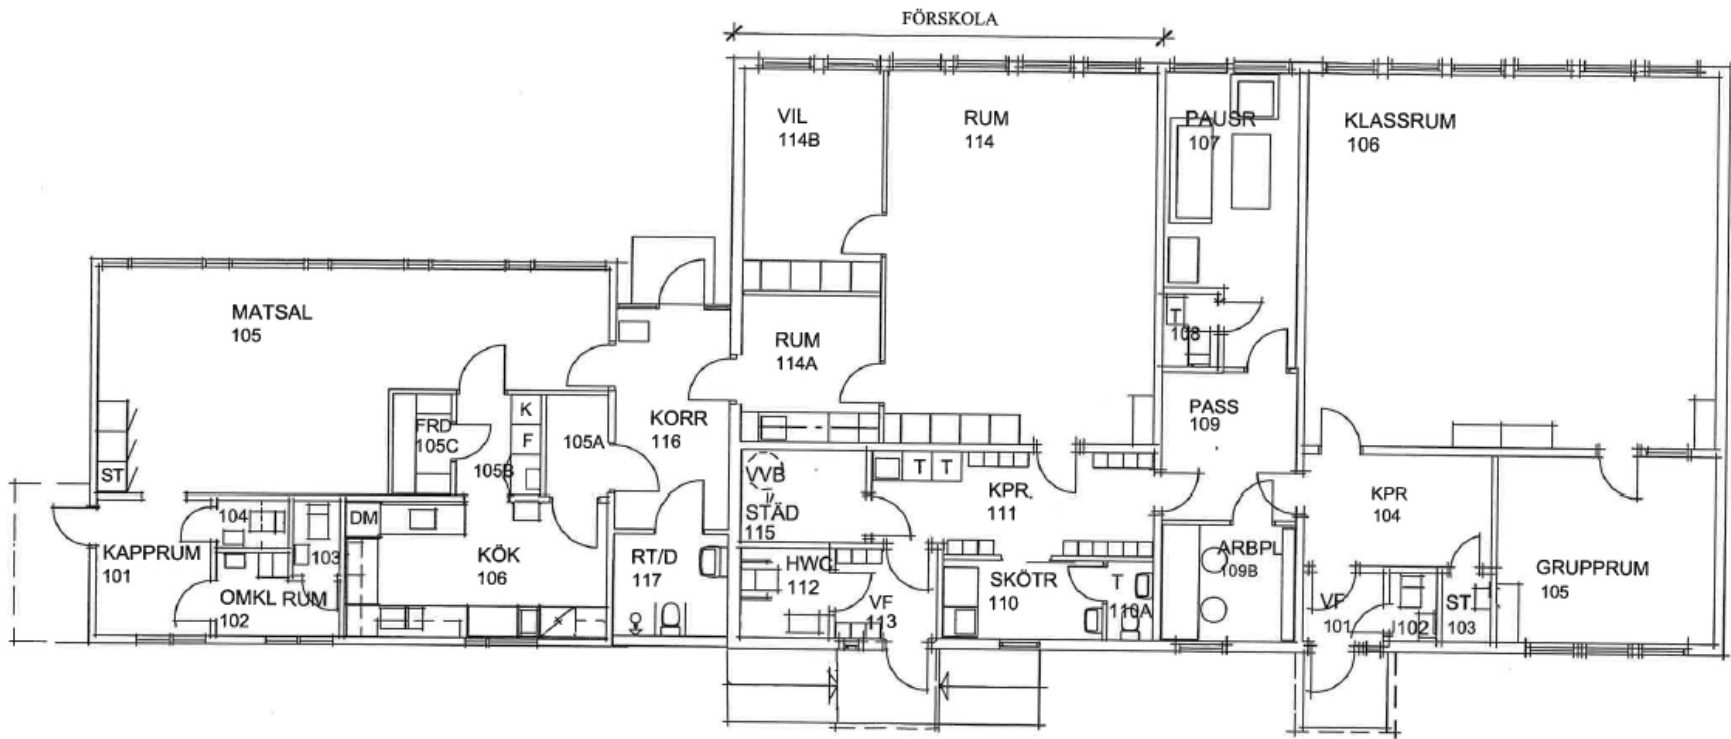 FÖRSKOLA
VIL
114B
RUM
114
PAUSR
107
KLASSRUM
106
MATSAL
105
RUM
114A
T
108
FRD
105C
K
F
105A
105B
KORR
116
PASS
109
ST
VVB
STÄD
115
T T
KPR.
111
KPR
104
104
103
DM
KÖK
106
KAPPRUM
101
OMKL RUM
102
RT/D
117
HWC
112
VF
113
SKÖTR
110
T
110A
ARBPL
109B
VF
101
102
ST
103
GRUPPRUM
105